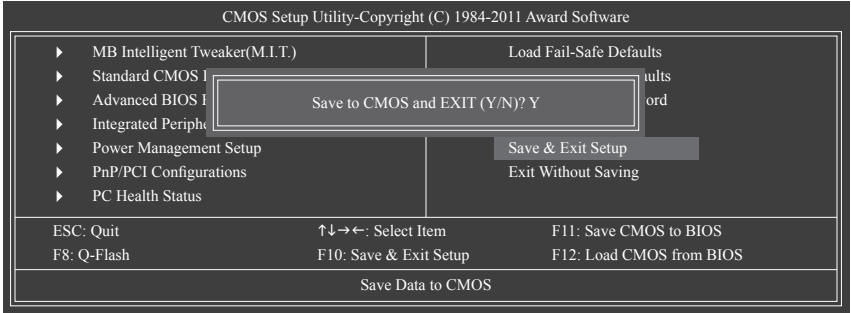 CMOS Setup Utility-Copyright (C) 1984-2011 Award Software
MB Intelligent Tweaker(M.I.T.)
Standard CMOS
Advanced BIOS
Integrated
Power Management Setup
PnP/PCI Configurations
PC Health Status
Load Fail-Safe Defaults
Save & Exit Setup
Exit Without Saving
Save to CMOS and EXIT (Y/N)? Y
ESC: Quit ↑↓→←: Select Item F11: Save CMOS to BIOS
F8: Q-Flash F10: Save & Exit Setup F12: Load CMOS from BIOS
Save Data to CMOS